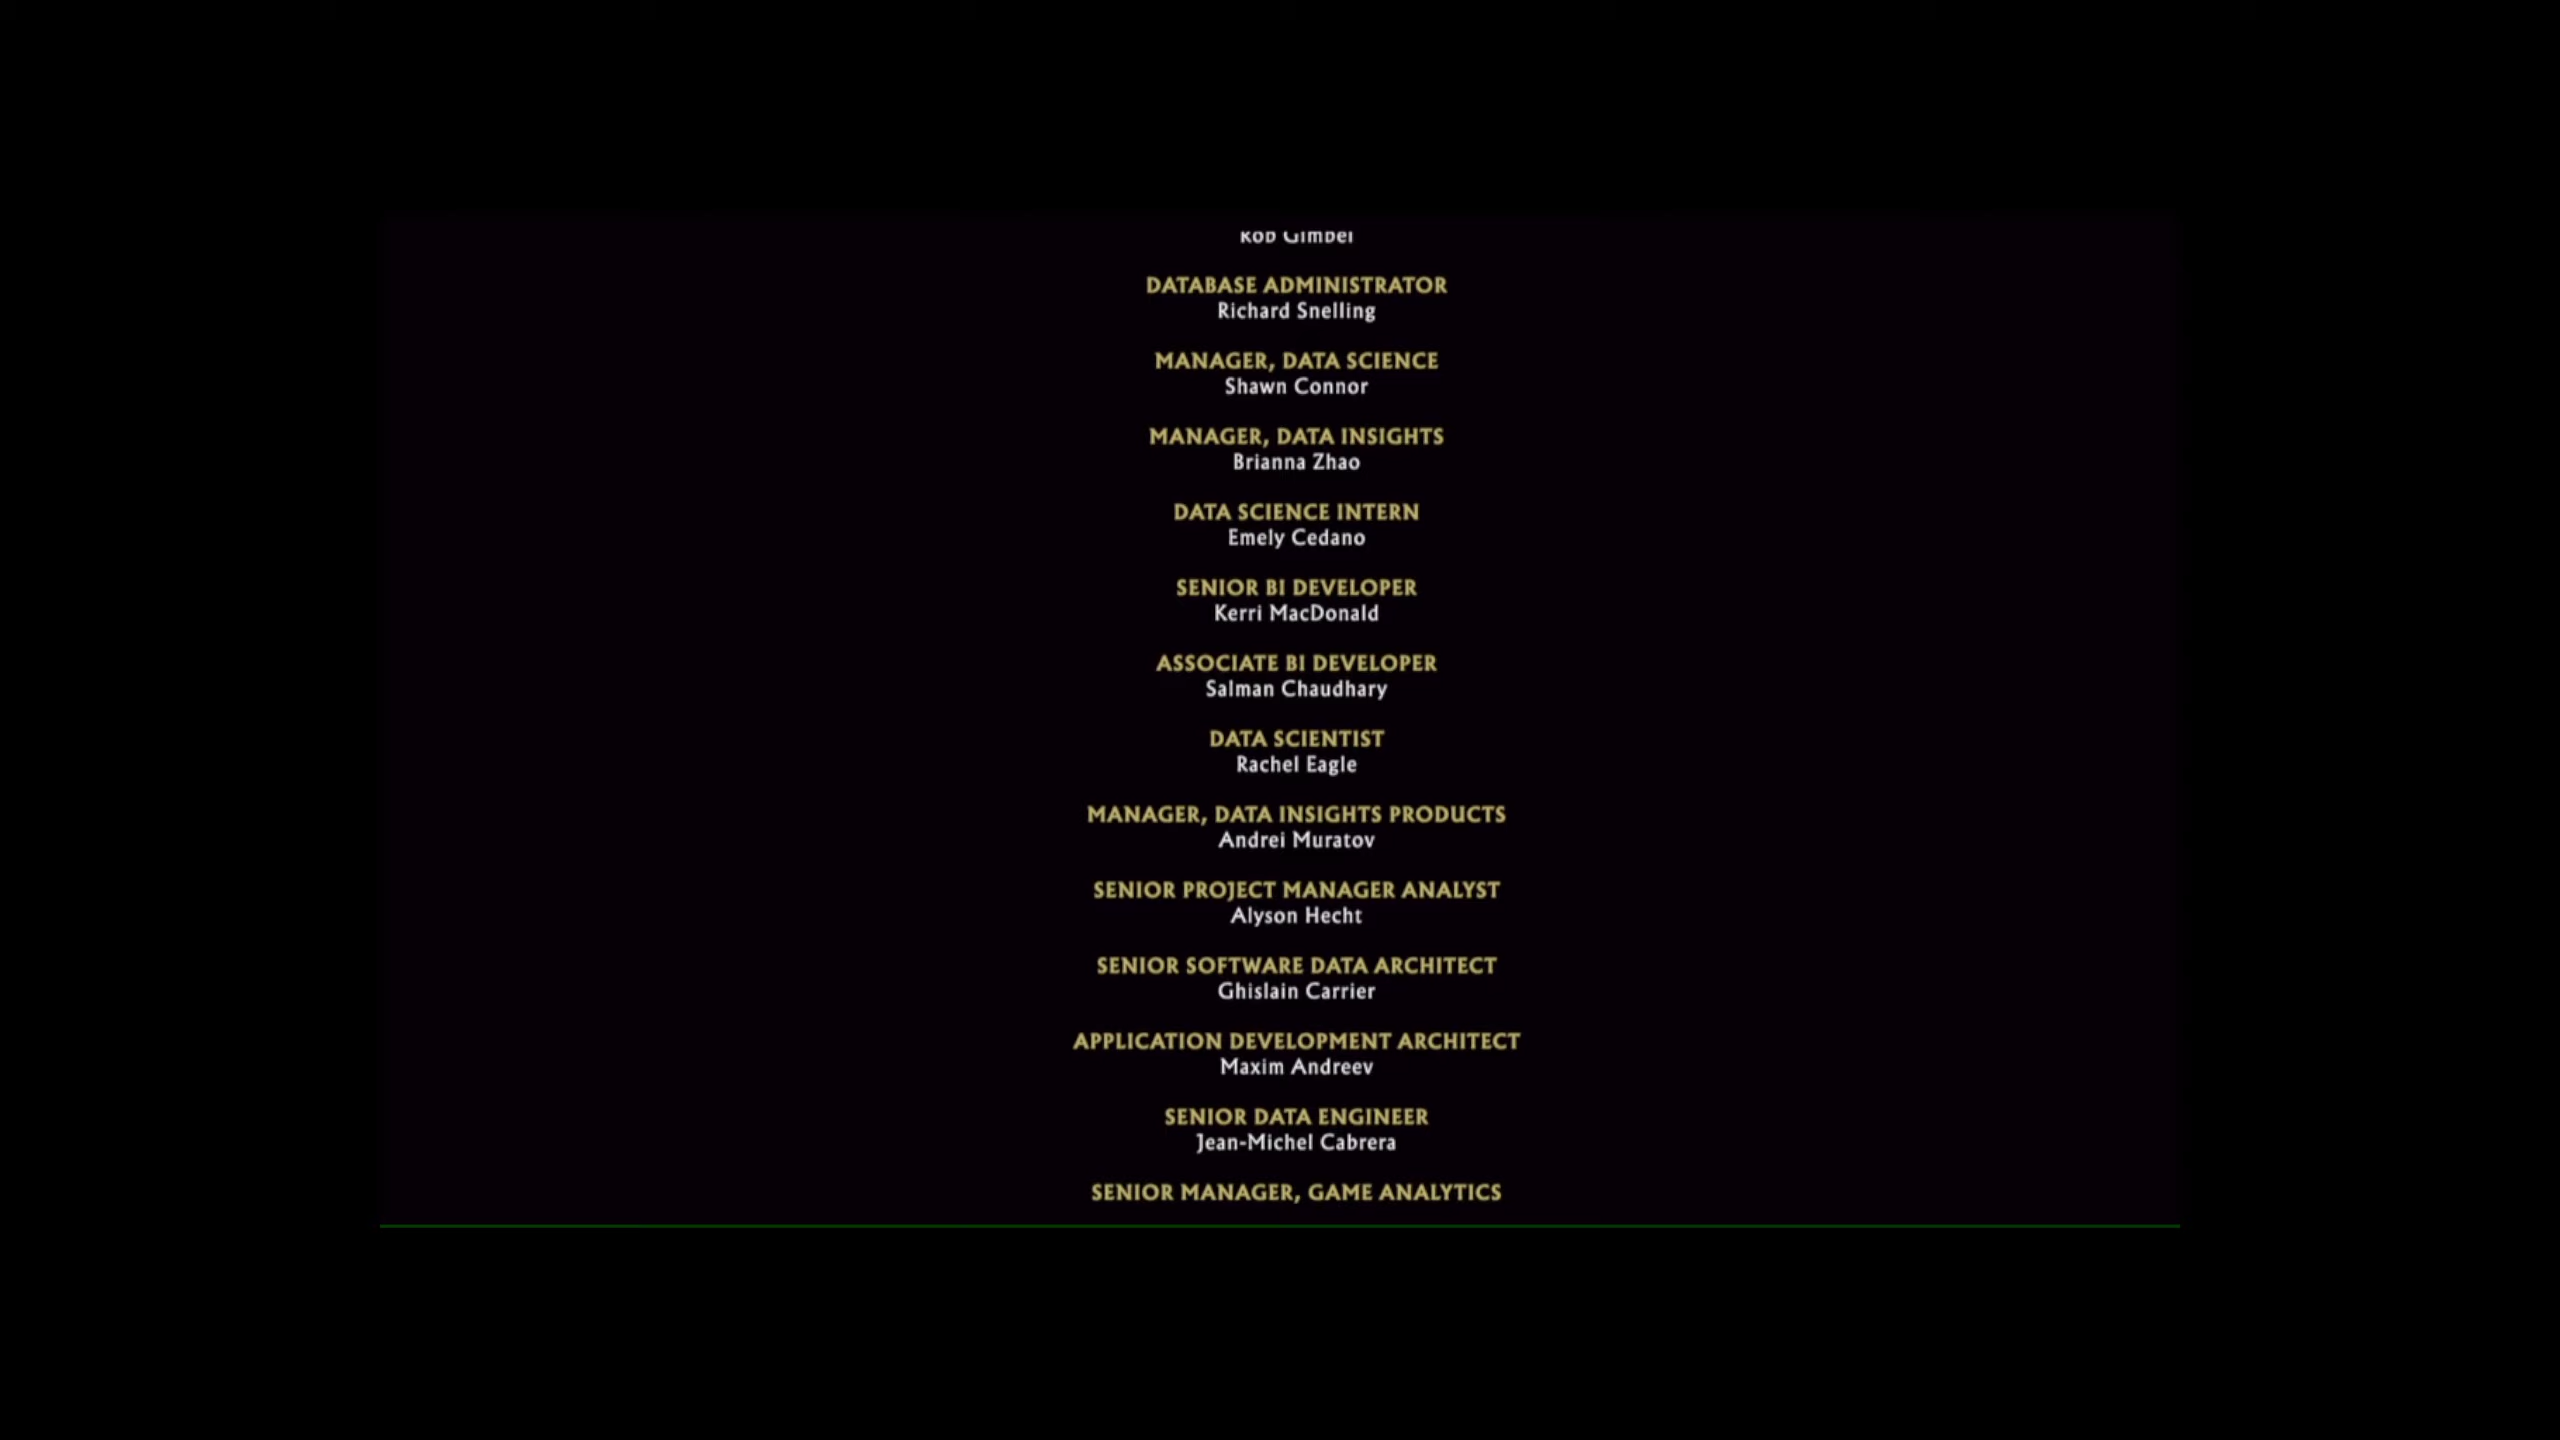 Rob Gimbel
DATABASE ADMINISTRATOR
Richard Snelling
MANAGER, DATA SCIENCE
Shawn Connor
MANAGER, DATA INSIGHTS
Brianna Zhao
DATA SCIENCE INTERN
Emely Cedano
SENIOR BI DEVELOPER
Kerri MacDonald
ASSOCIATE BI DEVELOPER
Salman Chaudhary
DATA SCIENTIST
Rachel Eagle
MANAGER, DATA INSIGHTS PRODUCTS
Andrei Muratov
SENIOR PROJECT MANAGER ANALYST
Alyson Hecht
SENIOR SOFTWARE DATA ARCHITECT
Ghislain Carrier
APPLICATION DEVELOPMENT ARCHITECT
Maxim Andreev
SENIOR DATA ENGINEER
Jean-Michel Cabrera
SENIOR MANAGER, GAME ANALYTICS